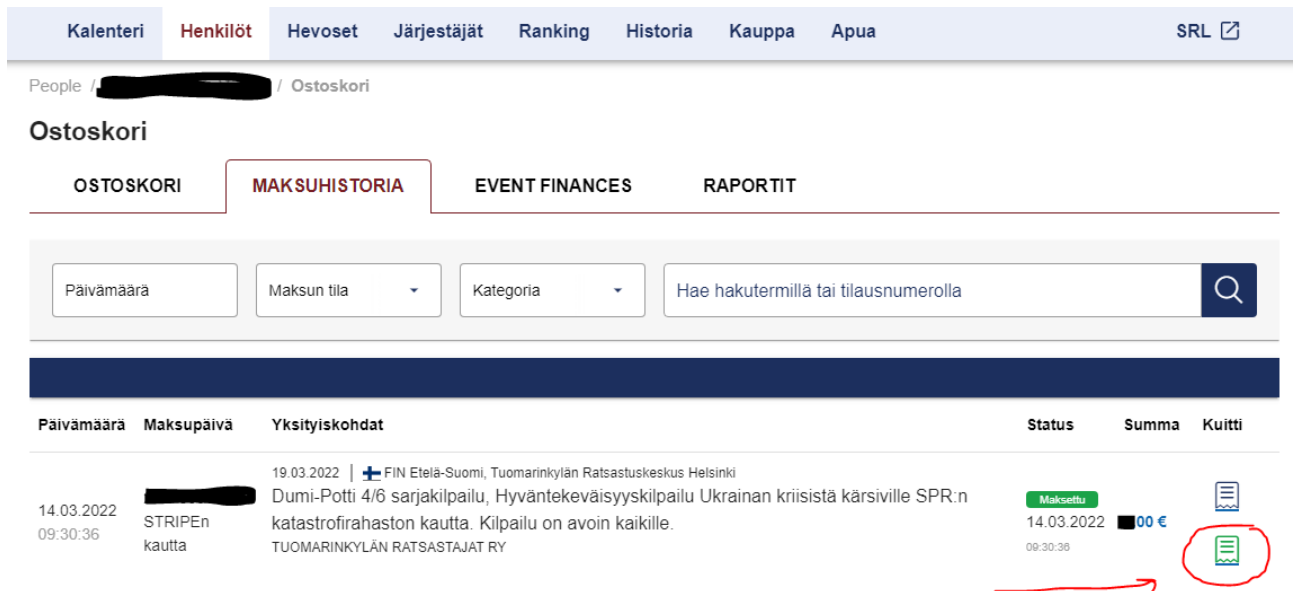 Kalenteri Henkilöt Hevoset Järjestäjät Ranking Historia Kauppa Apua SRL
People / / Ostoskori
Ostoskori
OSTOSKORI MAKSUHISTORIA EVENT FINANCES RAPORTIT
Päivämäärä Maksun tila Kategoria Hae hakutermillä tai tilausnumerolla
Päivämäärä Maksupäivä Yksityiskohdat Status Summa Kuitti
14.03.2022
09:30:36
STRIPEn
kautta
19.03.2022 | FIN Etelä-Suomi, Tuomarinkylän Ratsastuskeskus Helsinki
Dumi-Potti 4/6 sarjakilpailu, Hyväntekeväisyyskilpailu Ukrainan kriisistä kärsiville SPR:n
katastrofirahaston kautta. Kilpailu on avoin kaikille.
TUOMARINKYLÄN RATSASTAJAT RY
Maksettu
14.03.2022
09:30:36
00 €